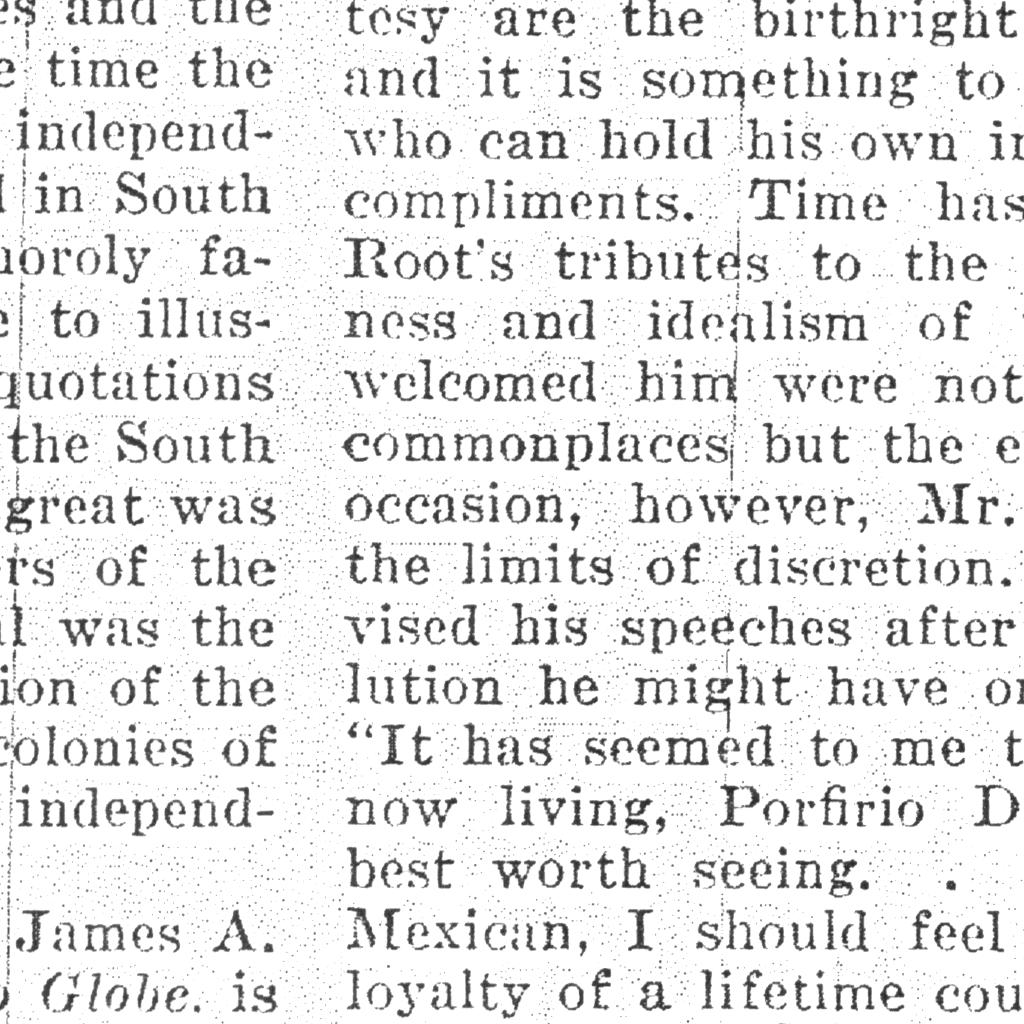 es and the
time the
independ-
in South
fa-
to illus-
quotations
the South
great was
of the
was the
of the
colonies of
independ-
James A.
Globe. is
tesy are the birthright
and it is something to
who can hold his own in
compliments. Time has
Root's tributes to the
ness and idealism of
welcomed him were not
commonplaces but the e
occasion, however, Mr.
the limits of discretion.
vised his speeches after
lution he might have or
"It has seemed to me t
now living, Porfirio D
best worth seeing. .
Mexican, I should feel
loyalty of a lifetime cou